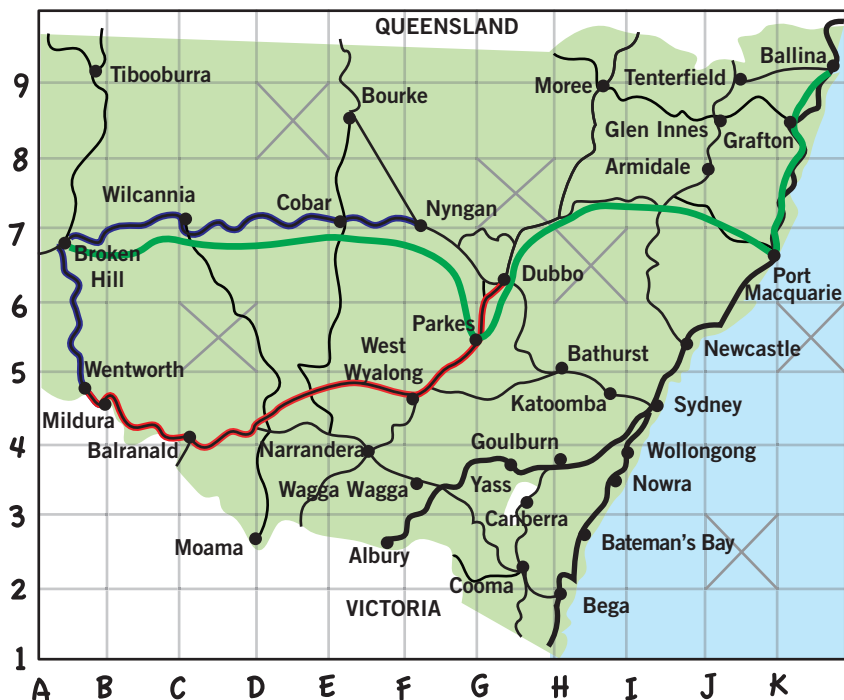 QUEENSLAND
Ballina
9
Tibooburra
Moree
Tenterfield
Bourke
Glen Innes
Grafton
8
Armidale
Wilcannia
Cobar
Nyngan
7
Broken
Hill
Dubbo
Port
Macquarie
6
Parkes
West
Wyalong
Bathurst
Newcastle
5
Wentworth
Katoomba
Sydney
Mildura
4
Balranald
Narrandera
Goulburn
Wollongong
Wagga Wagga
Yass
Nowra
3
Canberra
Moama
Albury
Bateman's Bay
2
Cooma
VICTORIA
Bega
1
A B C D E F G H I J K